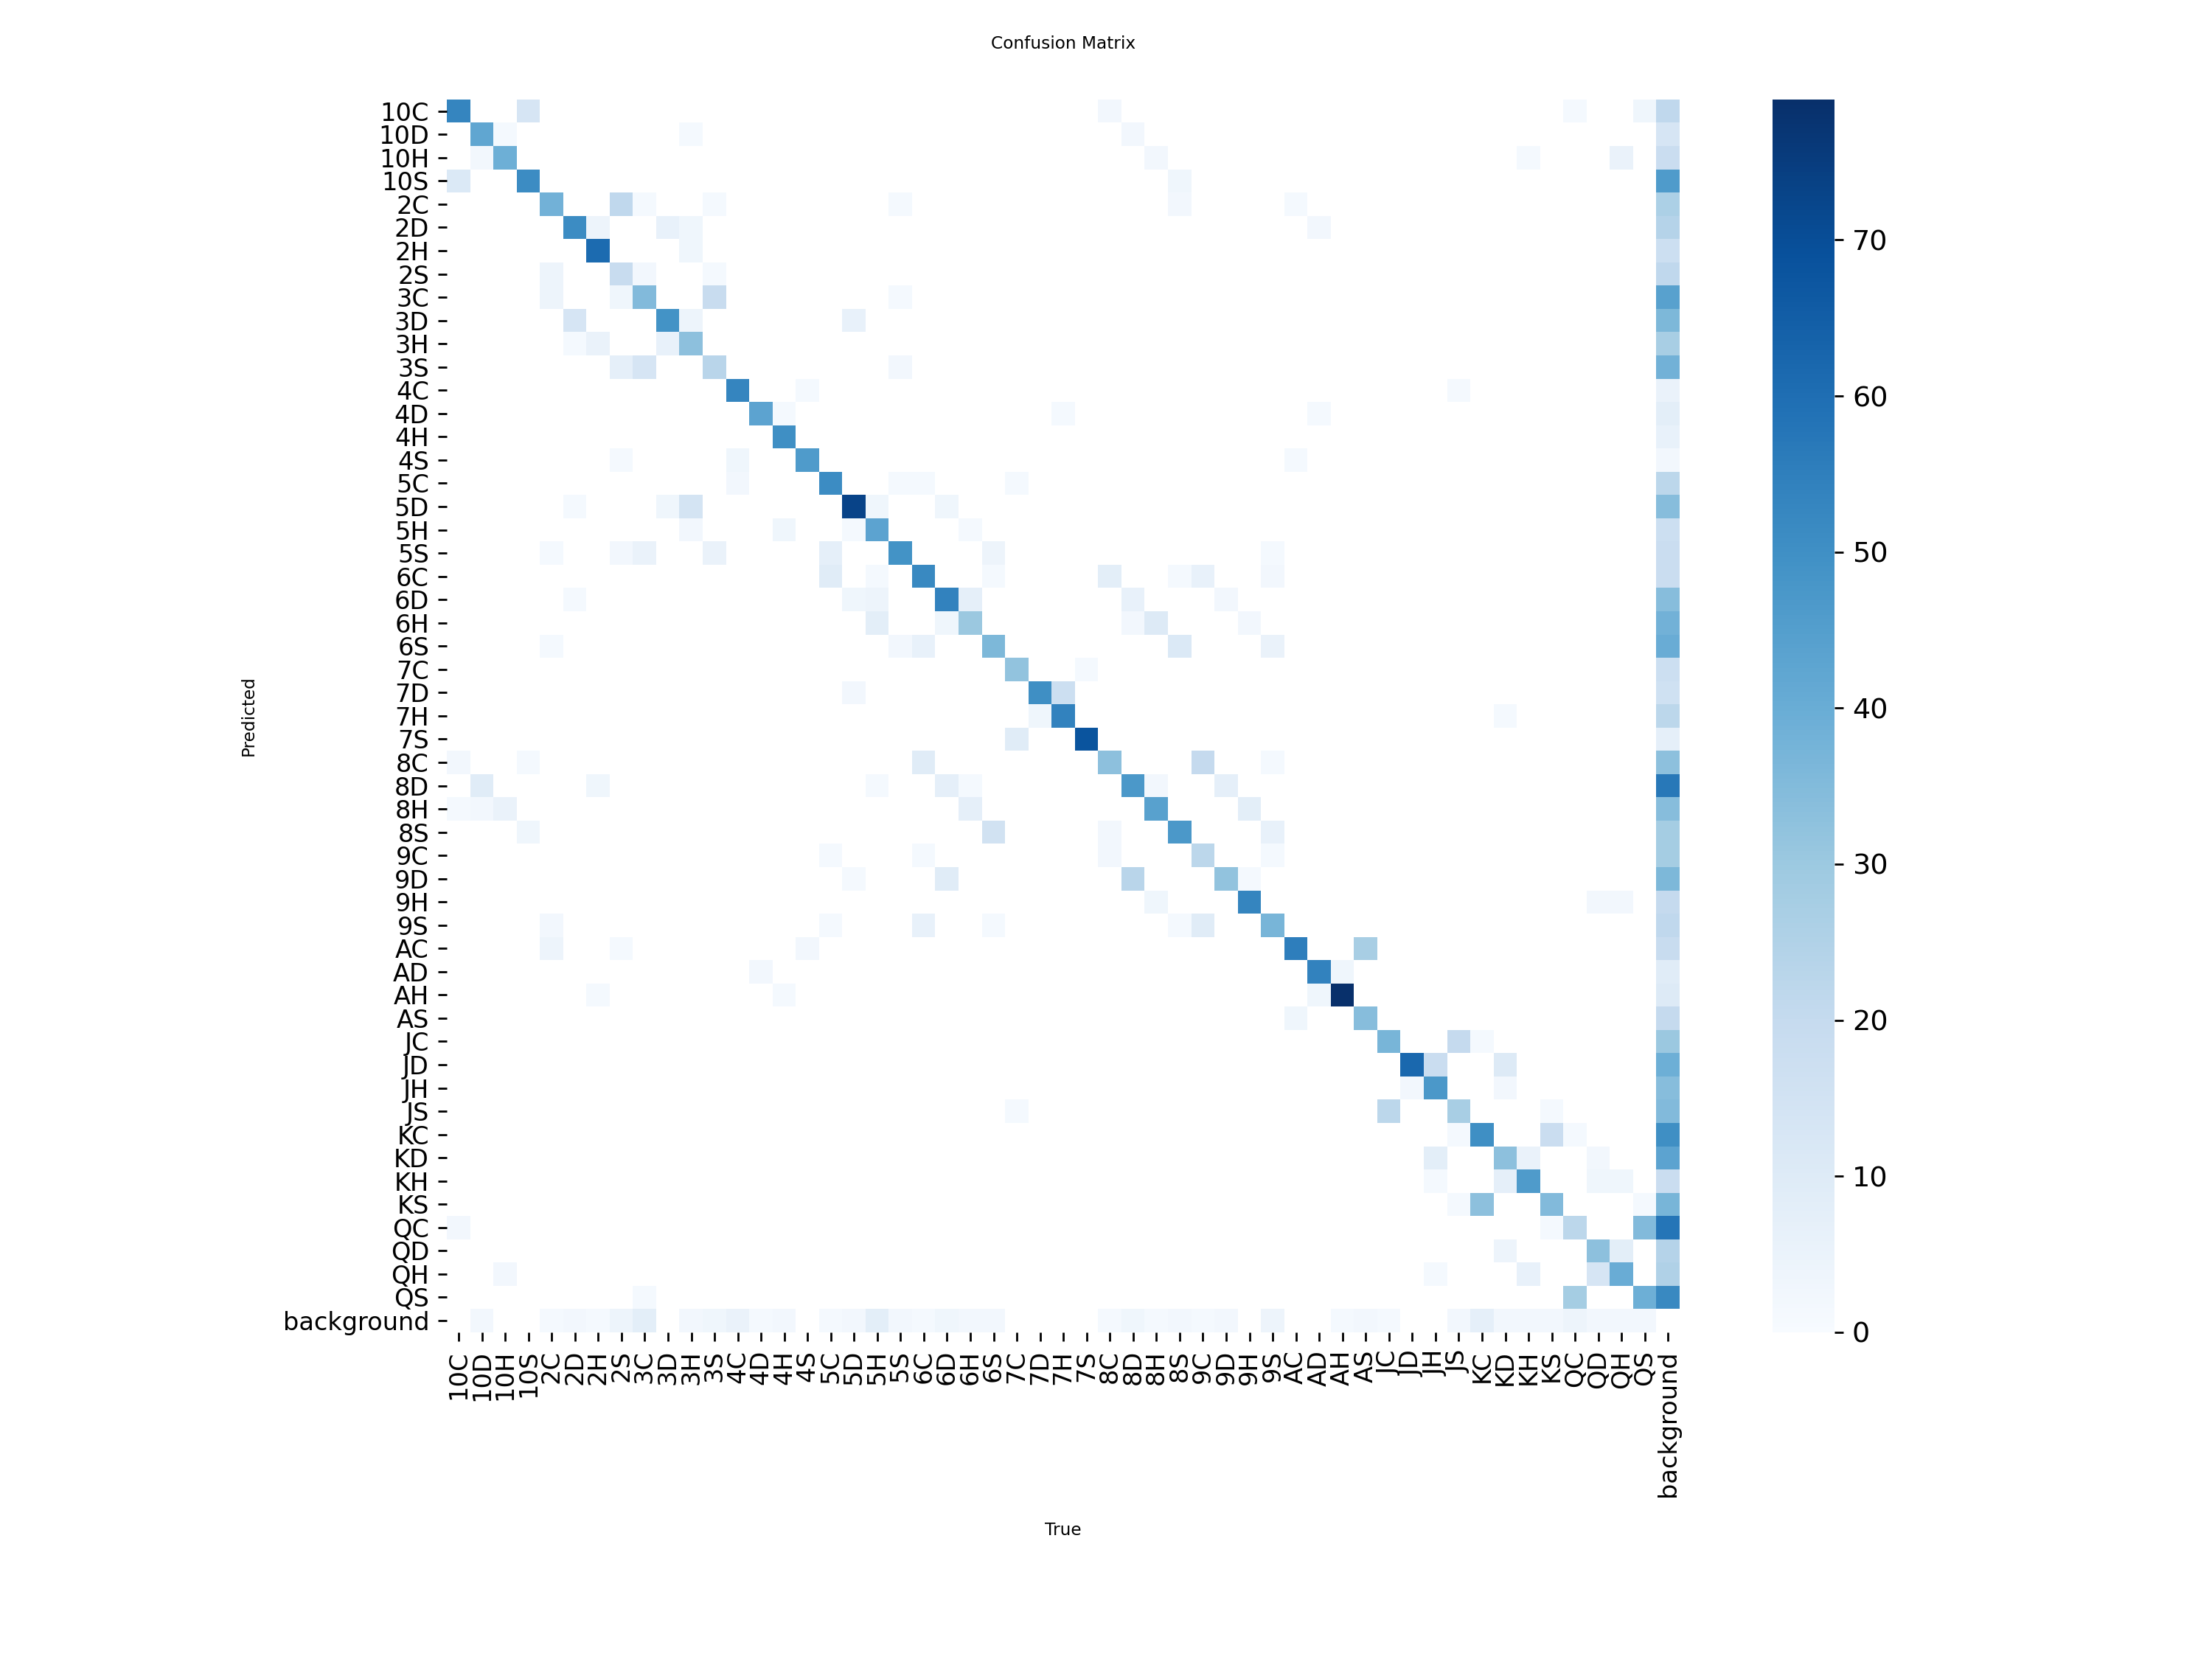 Confusion Matrix
10C
10D
10H
10S
2C
2D
2H
2S
3C
3D
3H
3S
4C
4D
4H
4S
5C
5D
5H
5S
6C
6D
6H
6S
7C
7D
7H
7S
8C
8D
8H
8S
9C
9D
9H
9S
AC
AD
AH
AS
JC
JD
JH
JS
KC
KD
KH
KS
QC
QD
QH
QS
background
Predicted
10C 10D 10H 10S 2C 2D 2H 2S 3C 3D 3H 3S 4C 4D 4H 4S 5C 5D 5H 5S 6C 6D 6H 6S 7C 7D 7H 7S 8C 8D 8H 8S 9C 9D 9H 9S AC AD AH AS JC JD JH JS KC KD KH KS QC QD QH QS background
True
70
60
50
40
30
20
10
0